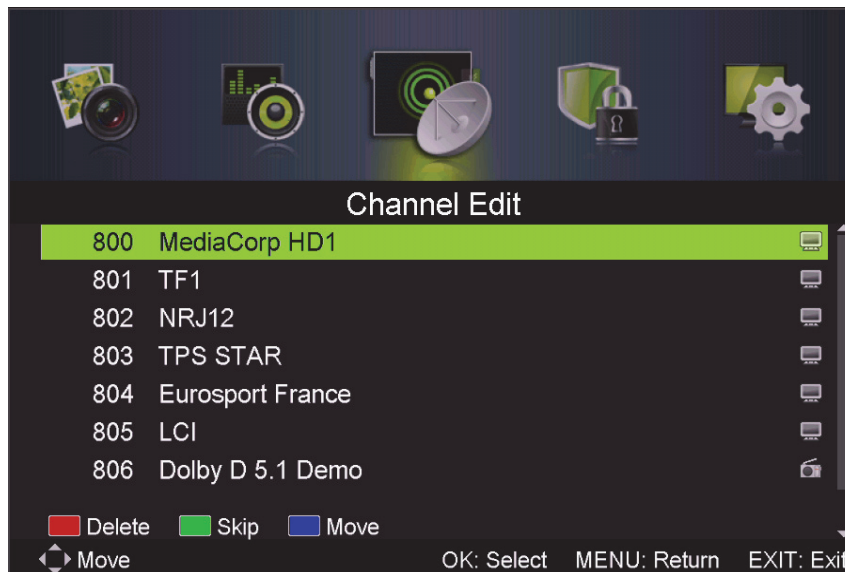 Channel Edit
800 MediaCorp HD1
801 TF1
802 NRJ12
803 TPS STAR
804 Eurosport France
805 LCI
806 Dolby D 5.1 Demo
Delete Skip Move
Move OK: Select MENU: Return EXIT: Exit